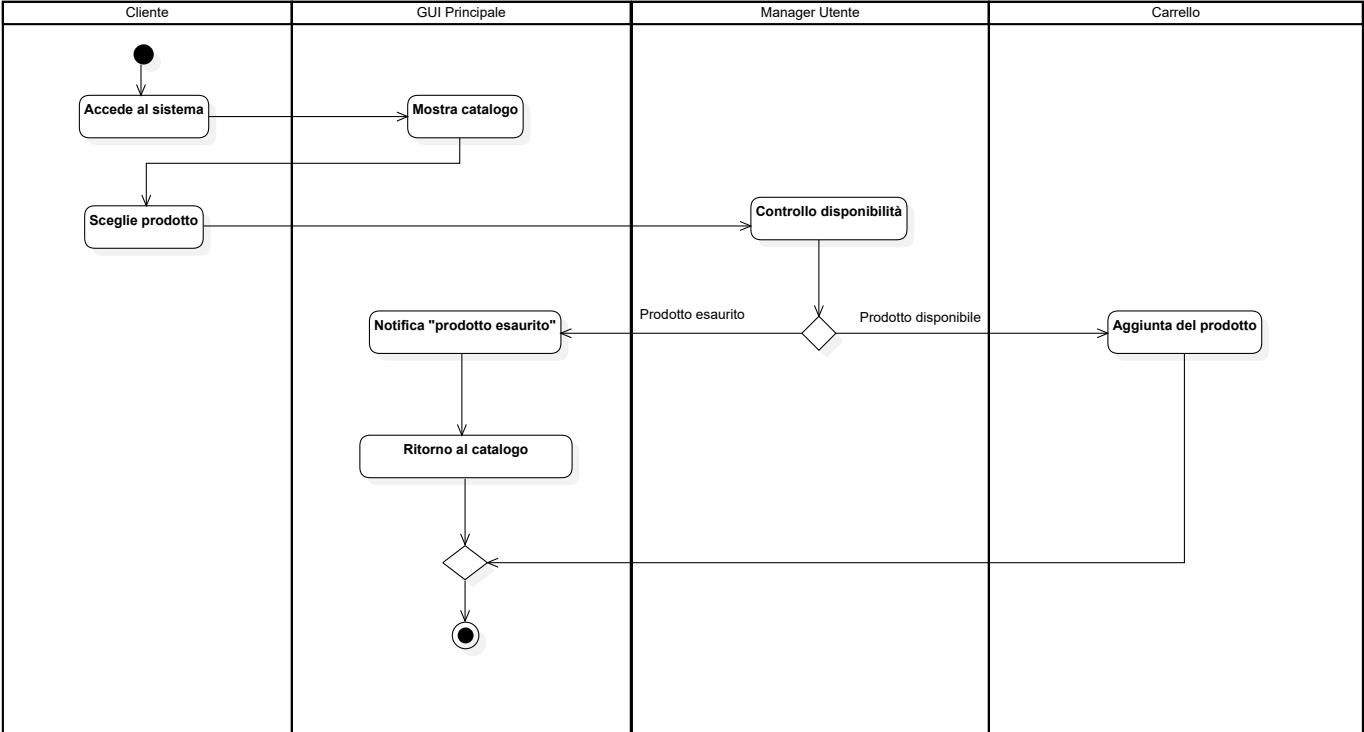 Cliente
GUI Principale
Manager Utente
Carrello
Accede al sistema
Mostra catalogo
Sceglie prodotto
Controllo disponibilità
Prodotto esaurito
Prodotto disponibile
Notifica "prodotto esaurito"
Aggiunta del prodotto
Ritorno al catalogo